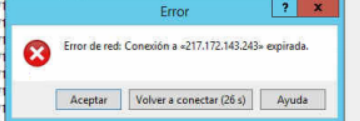 Error
? x
Error de red: Conexión a «217.172.143.243» expirada.
Aceptar Volver a conectar (26 s) Ayuda